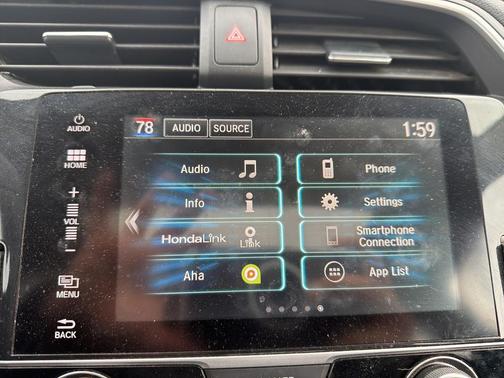 AUDIO
78 AUDIO SOURCE 1:59
HOME
Audio
Phone
+
VOL
–
Info
Settings
HondaLink Link
Smartphone
Connection
Aha
App List
MENU
BACK